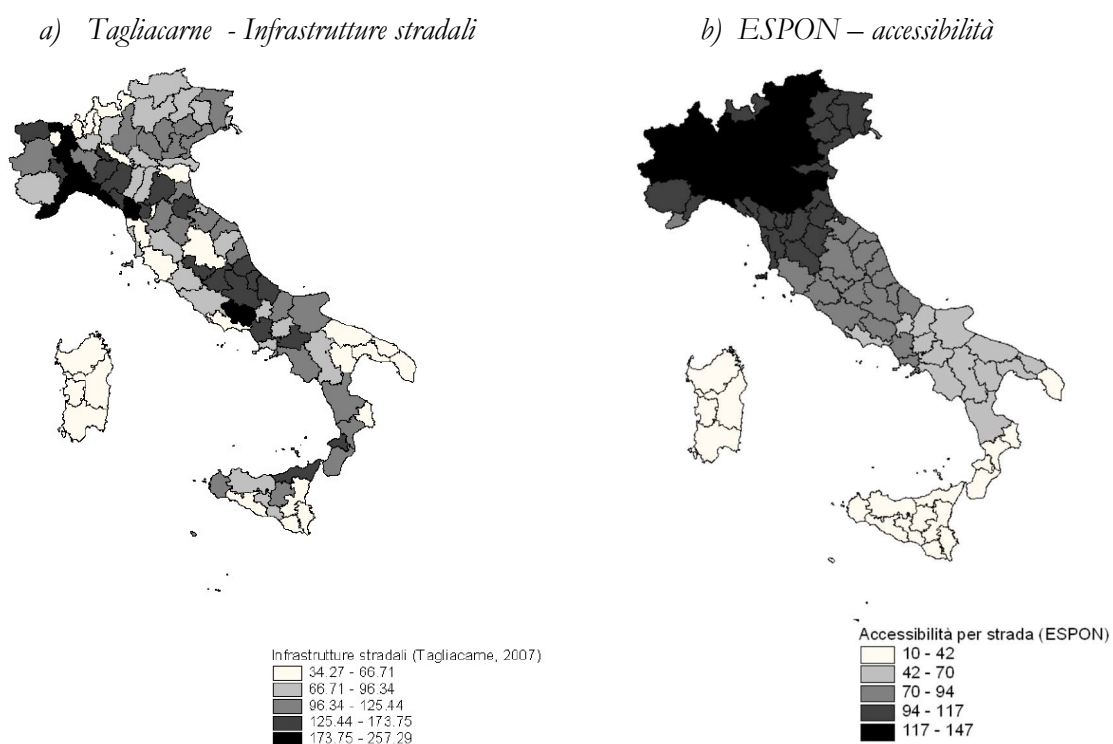 a) Tagliacarne - Infrastrutture stradali
b) ESPON – accessibilità
Infrastrutture stradali (Tagliacarne, 2007)
34.27 - 66.71
66.71 - 96.34
96.34 - 125.44
125.44 - 173.75
173.75 - 257.29
Accessibilità per strada (ESPON)
10 - 42
42 - 70
70 - 94
94 - 117
117 - 147